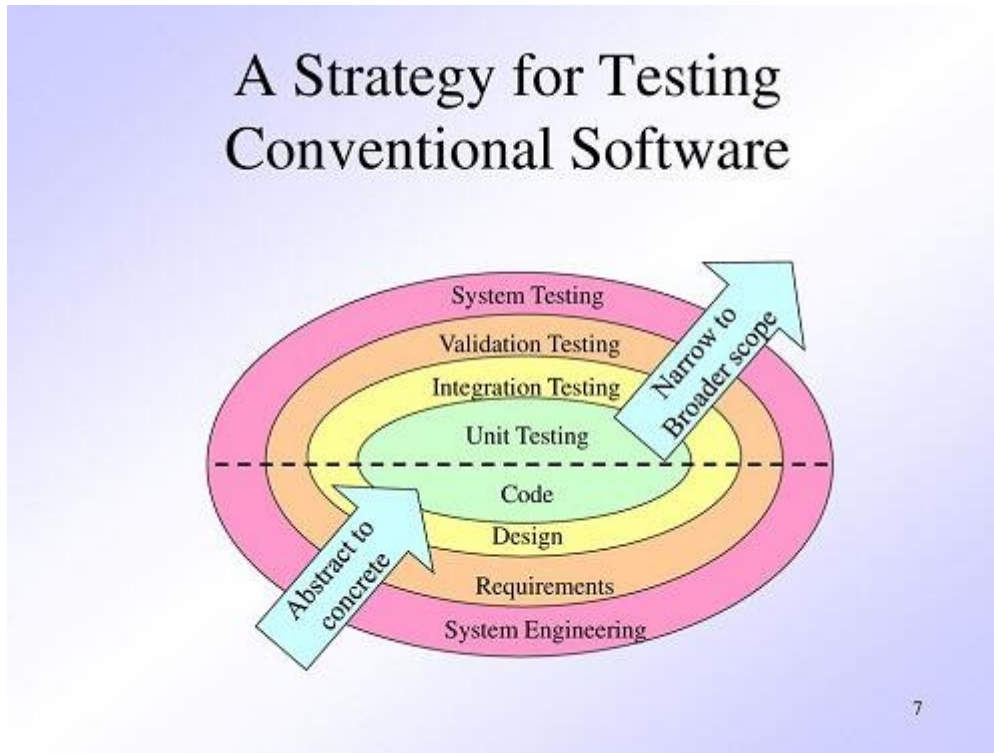 A Strategy for Testing
Conventional Software
System Testing
Validation Testing
Integration Testing
Unit Testing
Narrow to
Broader scope
Code
Design
Abstract to
concrete
Requirements
System Engineering
7